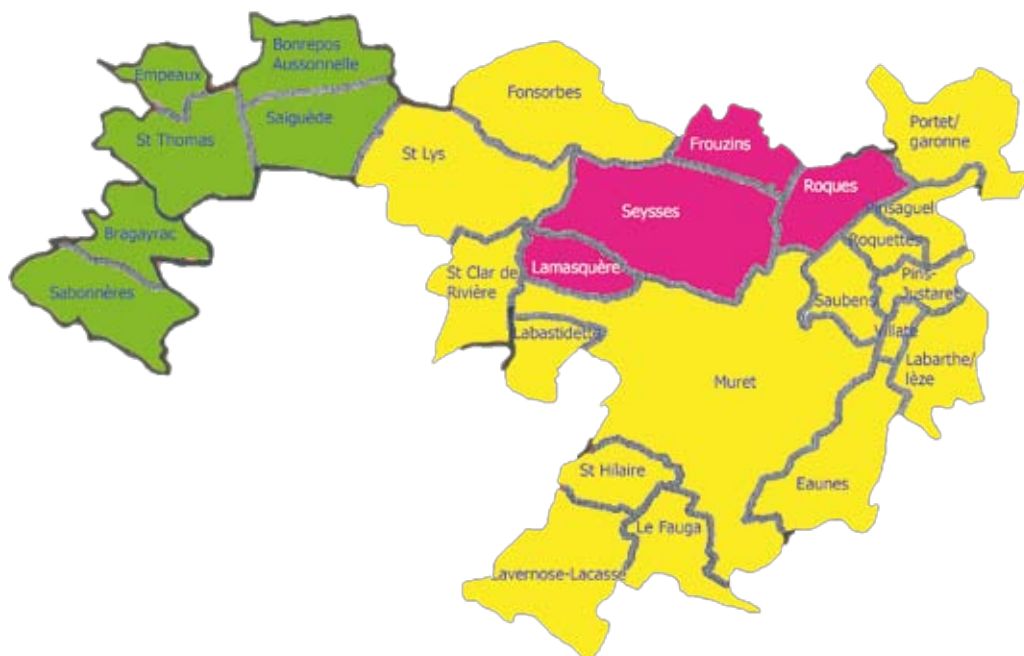 Bonrepos
Aussonnelle
Empeaux
Saiguède
St Thomas
Bragayrac
Sabonnères
Fonsorbes
St Lys
Frouzins
Portet/
garonne
Roques
Seysses
Pinsaguel
Roquettes
Lamasquère
St Clar de
Rivière
Pins-
Justaret
Saubens
Labastidette
Villate
Labarthe/
lèze
Muret
St Hilaire
Eaunes
Le Fauga
Lavernose-Lacasse